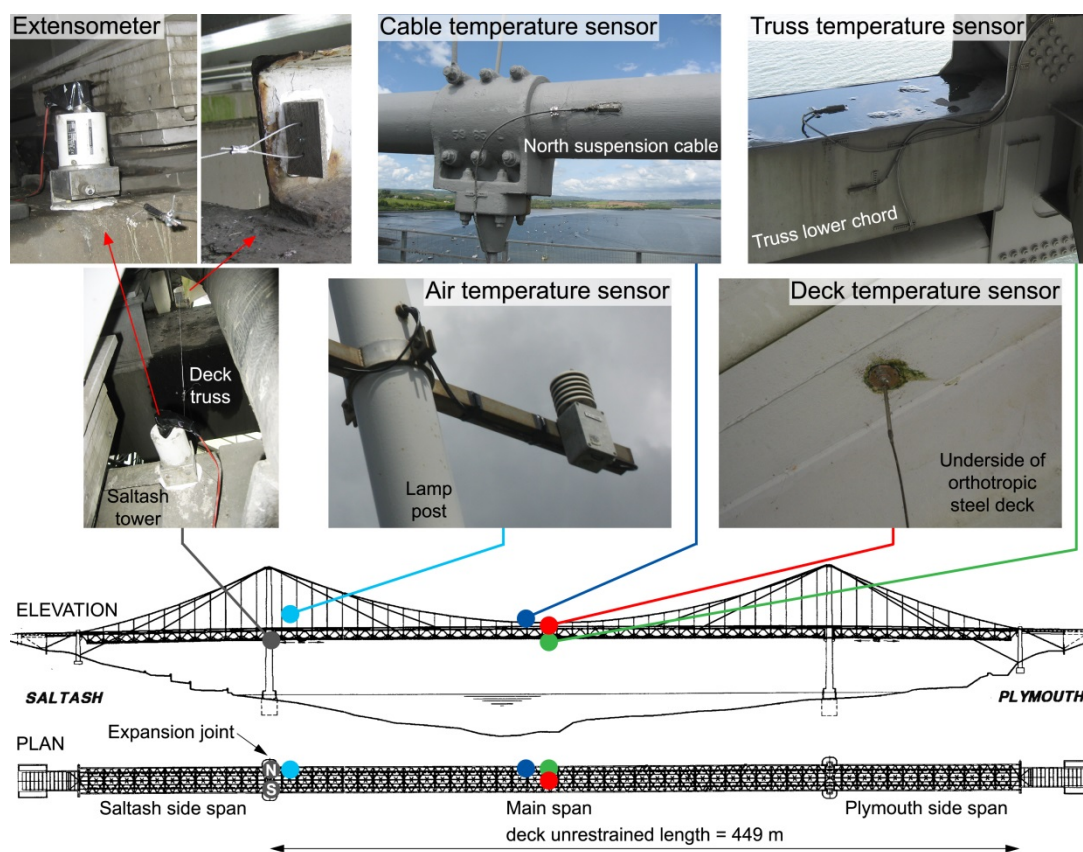 Extensometer
Cable temperature sensor
Truss temperature sensor
North suspension cable
Truss lower chord
Air temperature sensor
Deck temperature sensor
Deck
truss
Saltash
tower
Lamp
post
Underside of
orthotropic
steel deck
ELEVATION
SALTASH
PLYMOUTH
PLAN
Expansion joint
N
S
Saltash side span
Main span
Plymouth side span
deck unrestrained length = 449 m